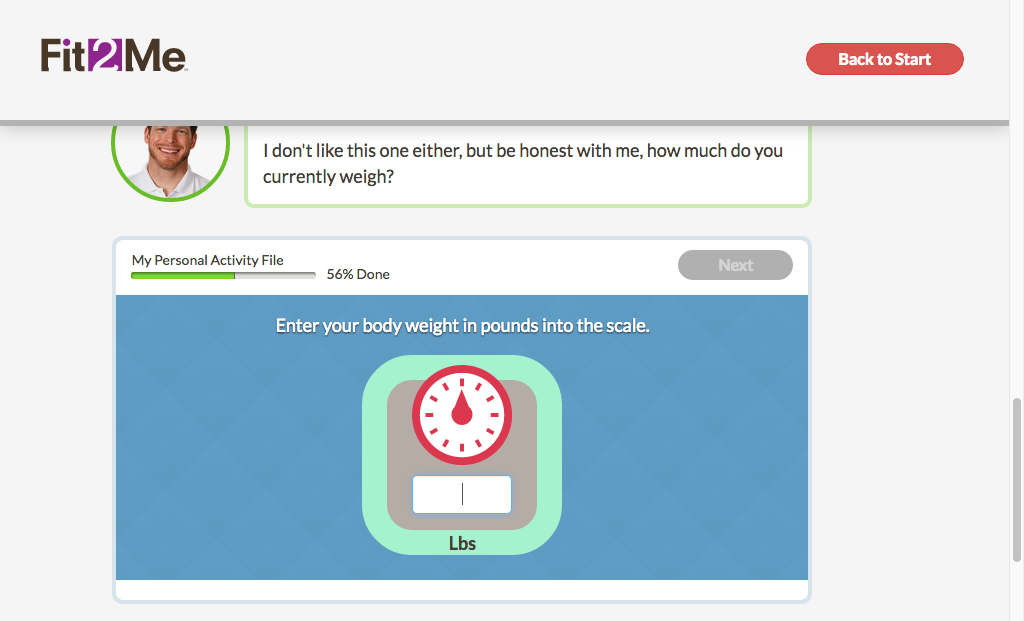 Fit2Me
Back to Start
I don't like this one either, but be honest with me, how much do you
currently weigh?
My Personal Activity File
56% Done
Next
Enter your body weight in pounds into the scale.
Lbs